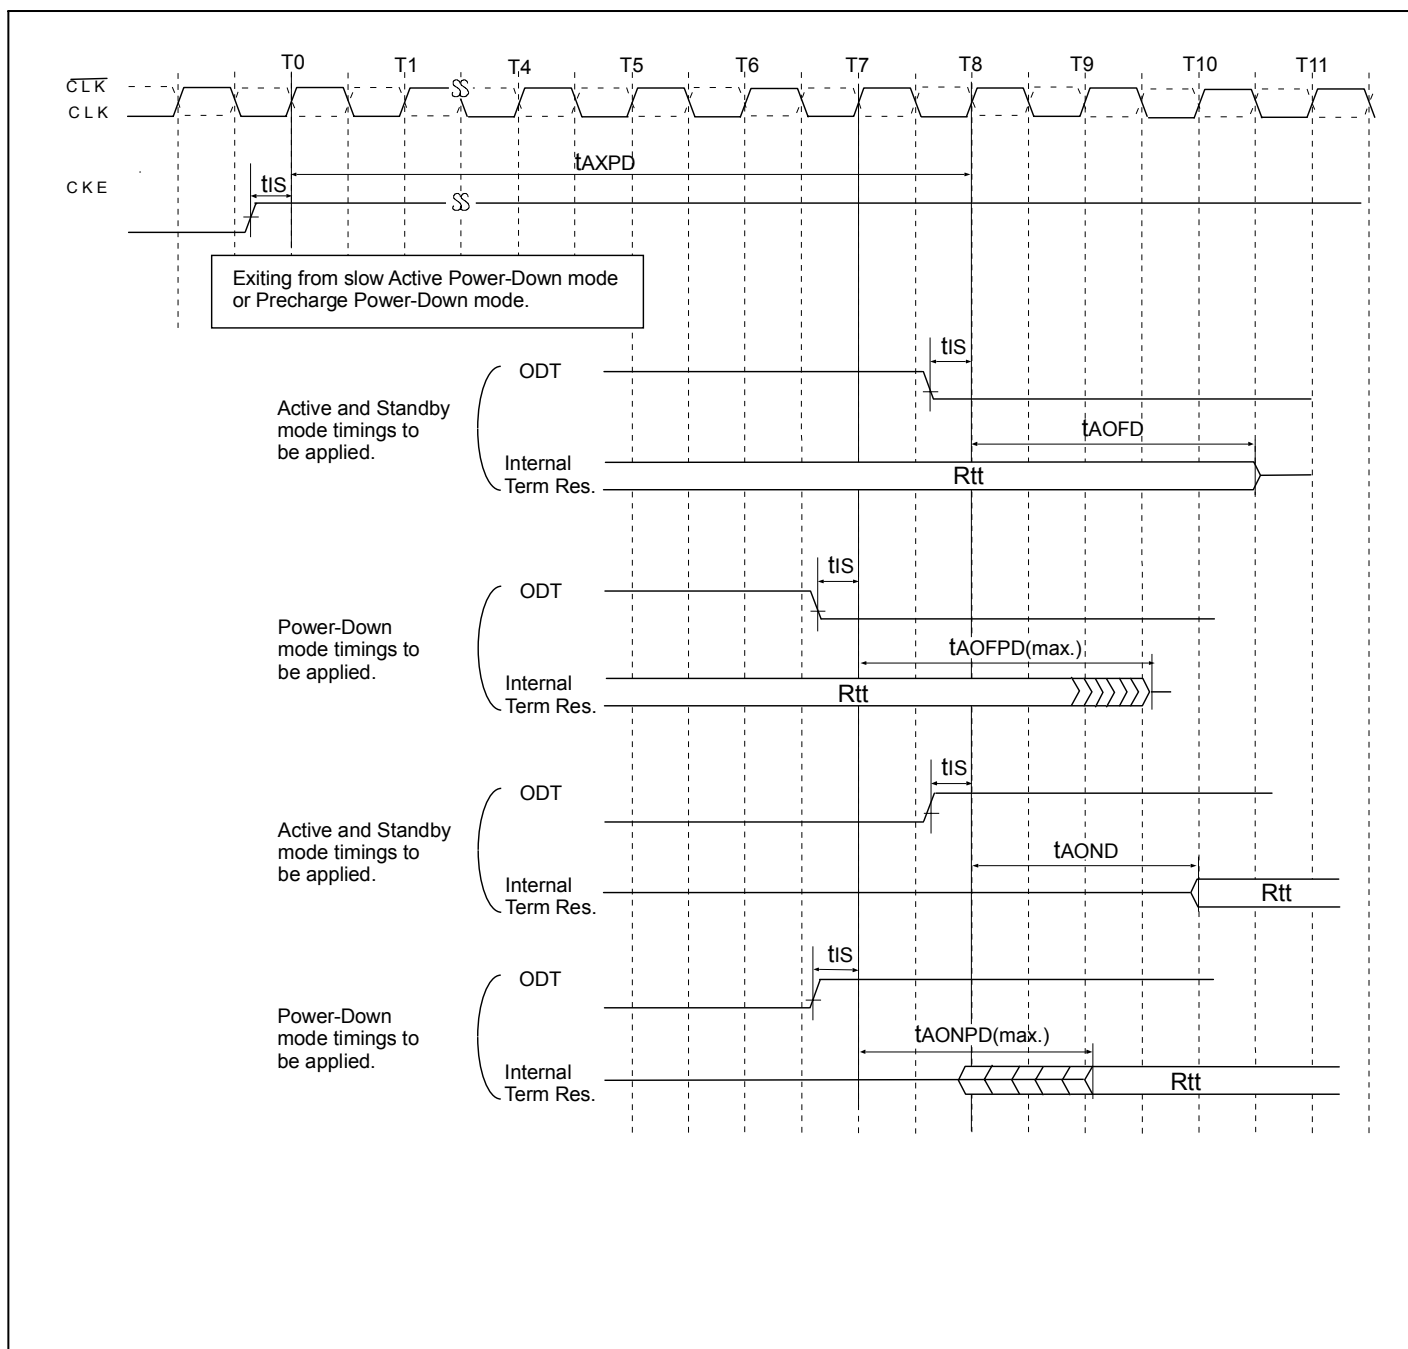 T0 T1 T4 T5 T6 T7 T8 T9 T10 T11
CLK
CLK
tAXPD
CKE
tIS
Exiting from slow Active Power-Down mode
or Precharge Power-Down mode.
tIS
ODT
Active and Standby
mode timings to
be applied.
tAOFD
Internal
Term Res.
Rtt
tIS
ODT
Power-Down
mode timings to
be applied.
tAOFPD(max.)
Internal
Term Res.
Rtt
tIS
ODT
Active and Standby
mode timings to
be applied.
tAOND
Internal
Term Res.
Rtt
tIS
ODT
Power-Down
mode timings to
be applied.
tAONPD(max.)
Internal
Term Res.
Rtt